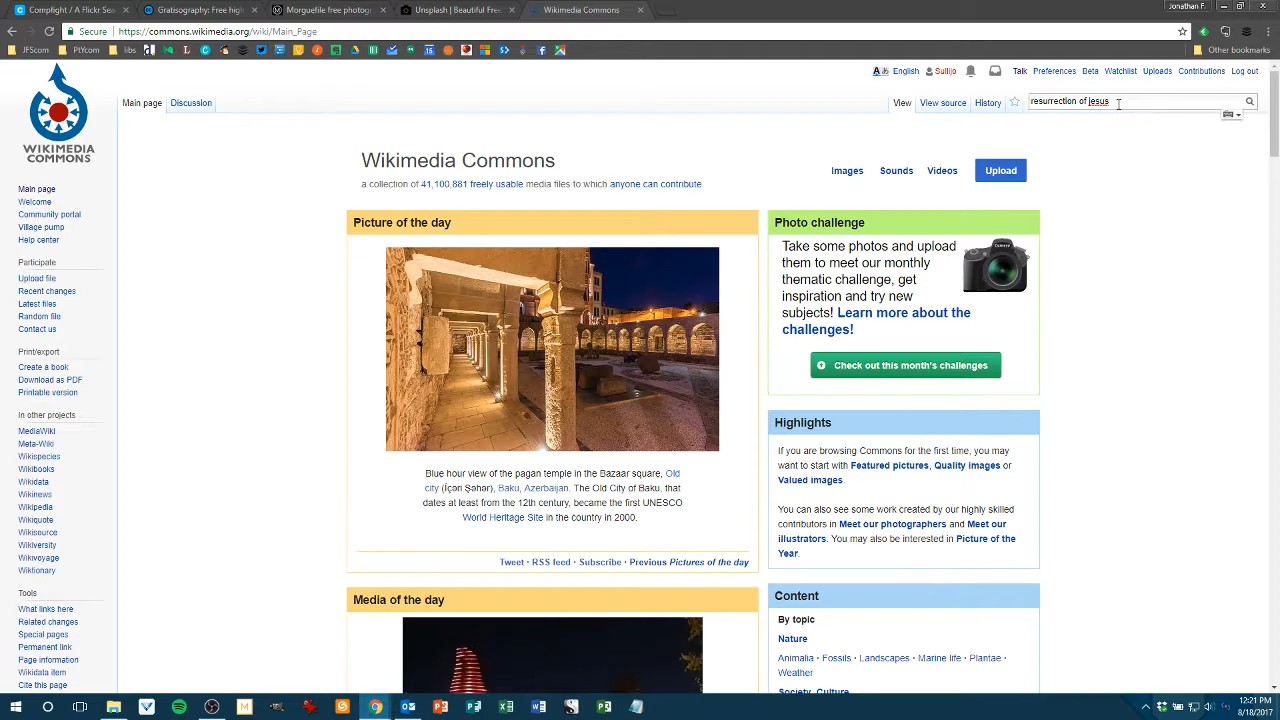 Compfight / A Flickr Sea
Gratisography: Free high
Morguefile free photogra
Unsplash | Beautiful Free
Wikimedia Commons
Jonathan F.
Secure
https://commons.wikimedia.org/wiki/Main_Page
JFScom
PtYcom
libs
Other bookmarks
English
Sullijo
Talk
Preferences
Beta
Watchlist
Uploads
Contributions
Log out
Main page
Discussion
View
View source
History
resurrection of jesus
WIKIMEDIA
COMMONS
Main page
Welcome
Community portal
Village pump
Help center
Participate
Upload file
Recent changes
Latest files
Random file
Contact us
Print/export
Create a book
Download as PDF
Printable version
In other projects
MediaWiki
Meta-Wiki
Wikispecies
Wikibooks
Wikidata
Wikinews
Wikipedia
Wikiquote
Wikisource
Wikiversity
Wikivoyage
Wiktionary
Tools
What links here
Related changes
Special pages
Permanent link
Page information
Wikidata item
Cite this page
Wikimedia Commons
a collection of 41,100,881 freely usable media files to which anyone can contribute
Images
Sounds
Videos
Upload
Picture of the day
Blue hour view of the pagan temple in the Bazaar square, Old
city (İçəri Şəhər), Baku, Azerbaijan. The Old City of Baku, that
dates at least from the 12th century, became the first UNESCO
World Heritage Site in the country in 2000.
Tweet · RSS feed · Subscribe · Previous Pictures of the day
Media of the day
Photo challenge
Take some photos and upload
them to meet our monthly
thematic challenge, get
inspiration and try new
subjects! Learn more about the
challenges!
Check out this month's challenges
Highlights
If you are browsing Commons for the first time, you may
want to start with Featured pictures, Quality images or
Valued images.
You can also see some work created by our highly skilled
contributors in Meet our photographers and Meet our
illustrators. You may also be interested in Picture of the
Year.
Content
By topic
Nature
Animalia · Fossils · Landscapes · Marine life · Plantae ·
Weather
Society, Culture
12:21 PM
8/18/2017